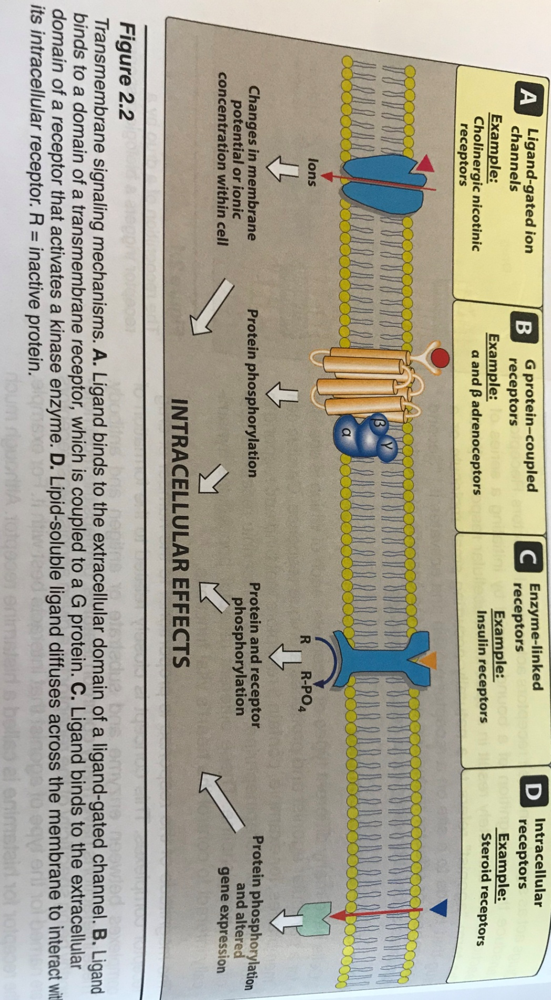 A Ligand-gated ion
channels
Example:
Cholinergic nicotinic
receptors
B G protein–coupled
receptors
Example:
α and β adrenoceptors
C Enzyme-linked
receptors
Example:
Insulin receptors
D Intracellular
receptors
Example:
Steroid receptors
Ions
β
γ
α
R R-PO4
Changes in membrane
potential or ionic
concentration within cell
Protein phosphorylation
Protein and receptor
phosphorylation
Protein phosphorylation
and altered
gene expression
INTRACELLULAR EFFECTS
Figure 2.2
Transmembrane signaling mechanisms. A. Ligand binds to the extracellular domain of a ligand-gated channel. B. Ligand
binds to a domain of a transmembrane receptor, which is coupled to a G protein. C. Ligand binds to the extracellular
domain of a receptor that activates a kinase enzyme. D. Lipid-soluble ligand diffuses across the membrane to interact with
its intracellular receptor. R = inactive protein.